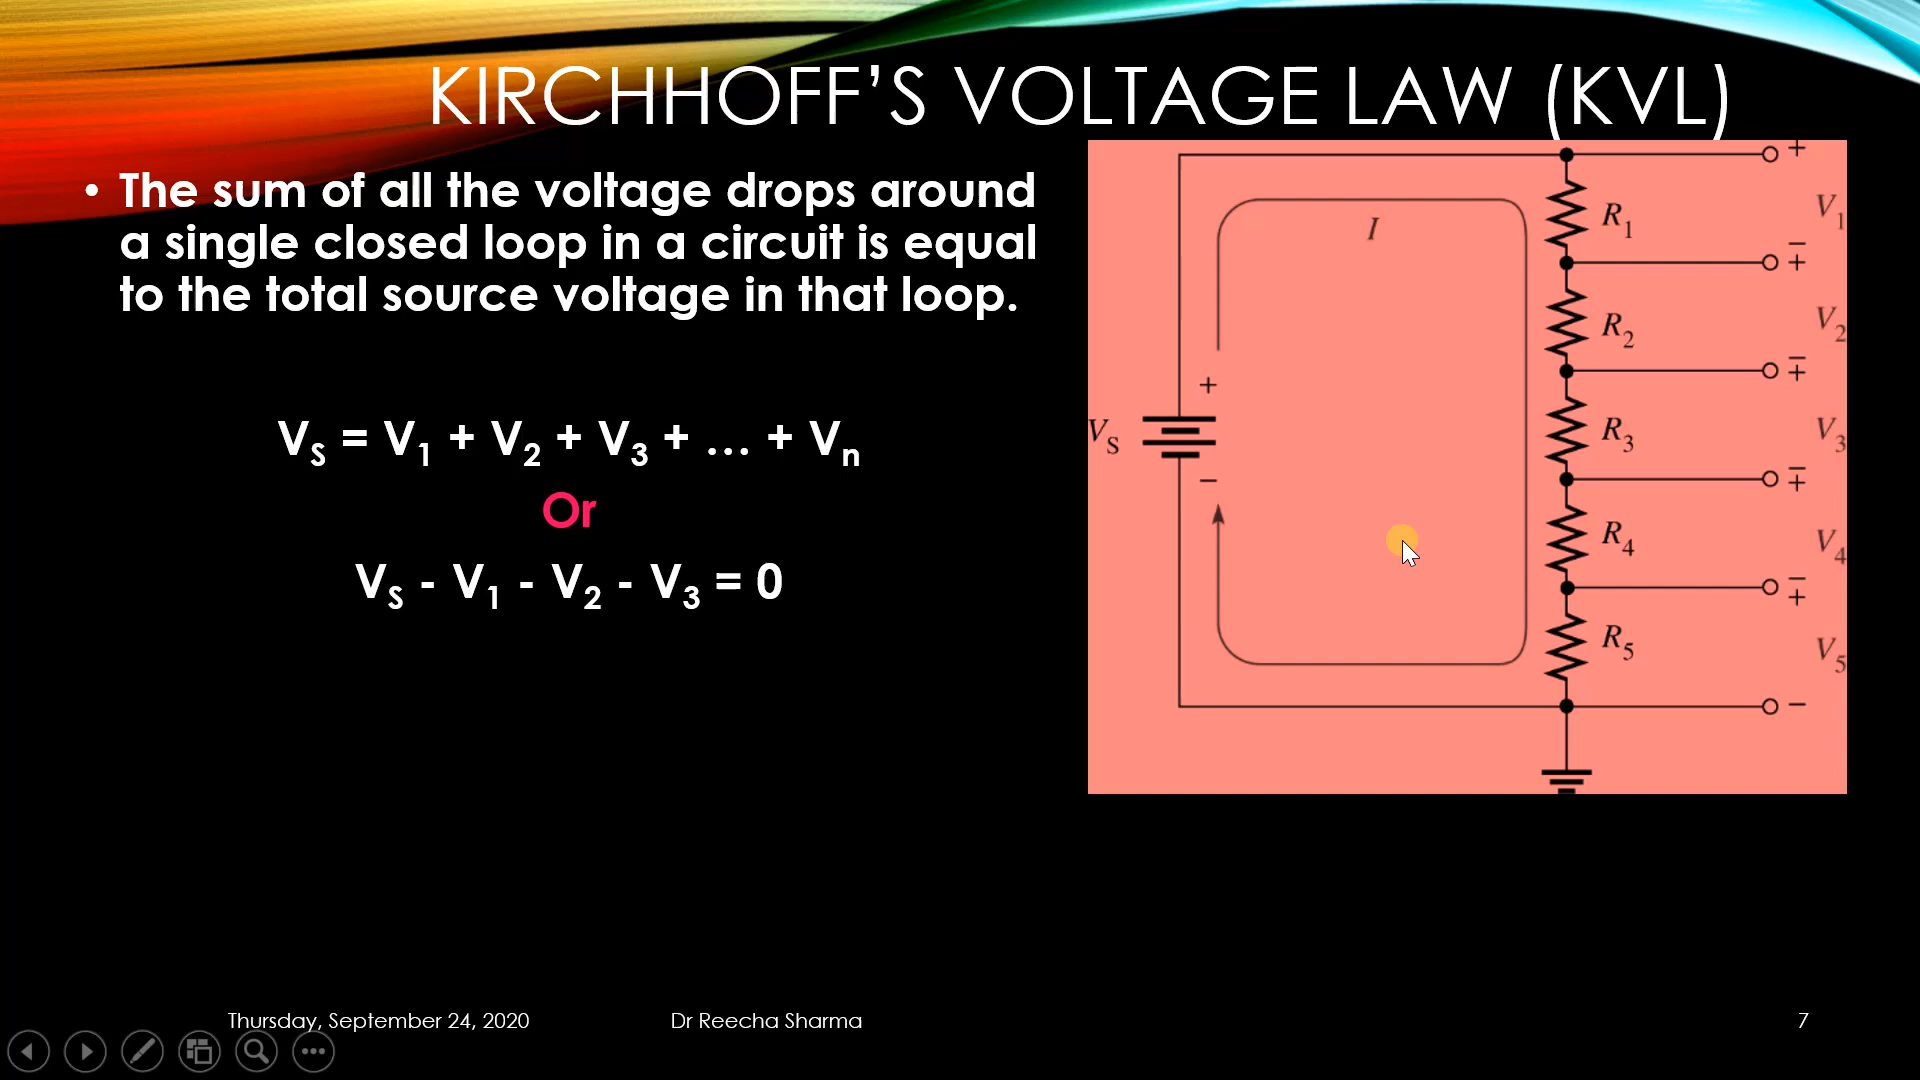 KIRCHHOFF'S VOLTAGE LAW (KVL)
• The sum of all the voltage drops around
a single closed loop in a circuit is equal
to the total source voltage in that loop.
V_S = V_1 + V_2 + V_3 + … + V_n
Or
V_S - V_1 - V_2 - V_3 = 0
+
I
R_1
V_1
−
+
R_2
V_2
−
+
+
V_S
R_3
V_3
−
−
+
R_4
V_4
−
+
R_5
V_5
−
Thursday, September 24, 2020
Dr Reecha Sharma
7